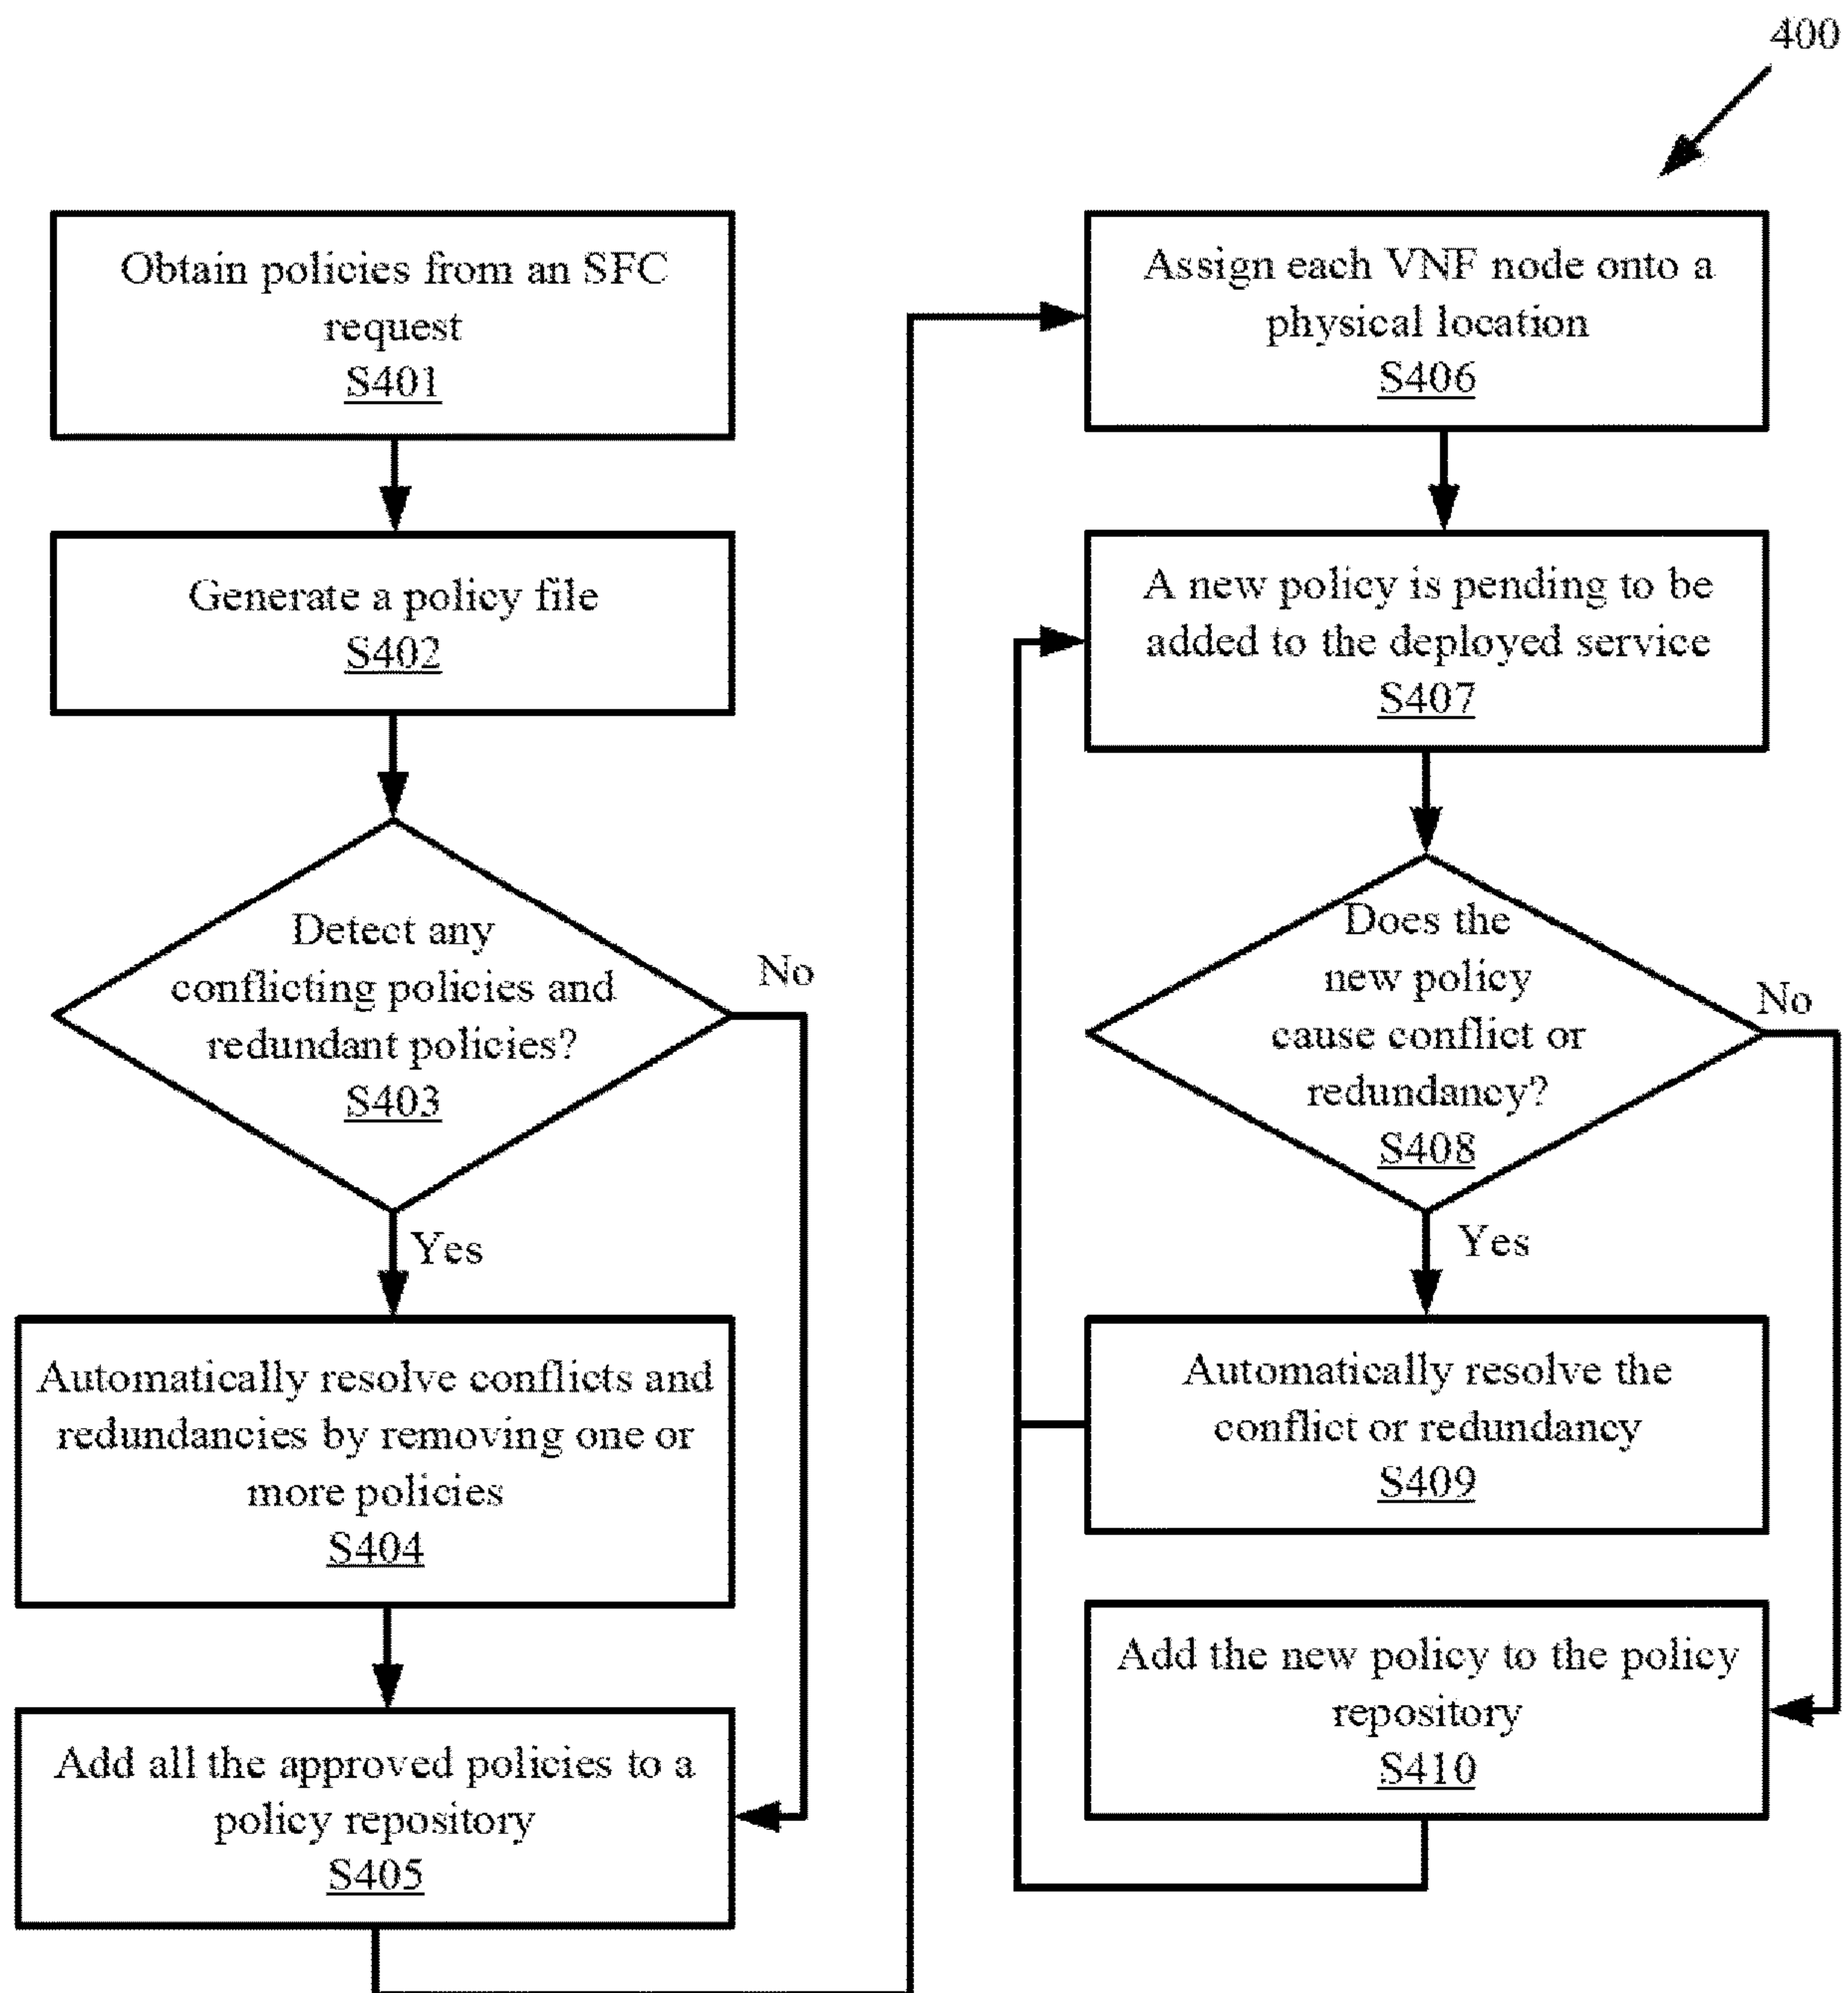 400
Obtain policies from an SFC
request
S401
Generate a policy file
S402
Detect any
conflicting policies and
redundant policies?
S403
No
Yes
Automatically resolve conflicts and
redundancies by removing one or
more policies
S404
Add all the approved policies to a
policy repository
S405
Assign each VNF node onto a
physical location
S406
A new policy is pending to be
added to the deployed service
S407
Does the
new policy
cause conflict or
redundancy?
S408
No
Yes
Automatically resolve the
conflict or redundancy
S409
Add the new policy to the policy
repository
S410